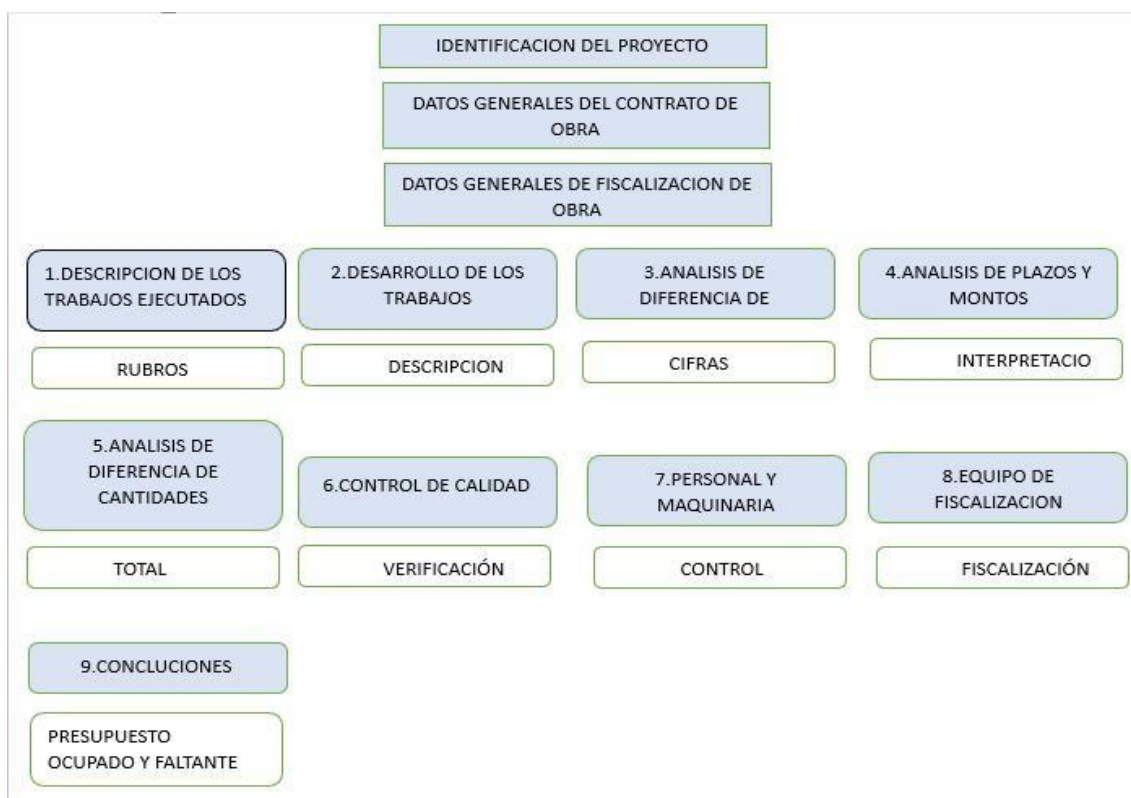 IDENTIFICACION DEL PROYECTO
DATOS GENERALES DEL CONTRATO DE
OBRA
DATOS GENERALES DE FISCALIZACION DE
OBRA
1.DESCRIPCION DE LOS
TRABAJOS EJECUTADOS
RUBROS
2.DESARROLLO DE LOS
TRABAJOS
DESCRIPCION
3.ANALISIS DE
DIFERENCIA DE
CIFRAS
4.ANALISIS DE PLAZOS Y
MONTOS
INTERPRETACIO
5.ANALISIS DE
DIFERENCIA DE
CANTIDADES
TOTAL
6.CONTROL DE CALIDAD
VERIFICACIÓN
7.PERSONAL Y
MAQUINARIA
CONTROL
8.EQUIPO DE
FISCALIZACION
FISCALIZACIÓN
9.CONCLUCIONES
PRESUPUESTO
OCUPADO Y FALTANTE